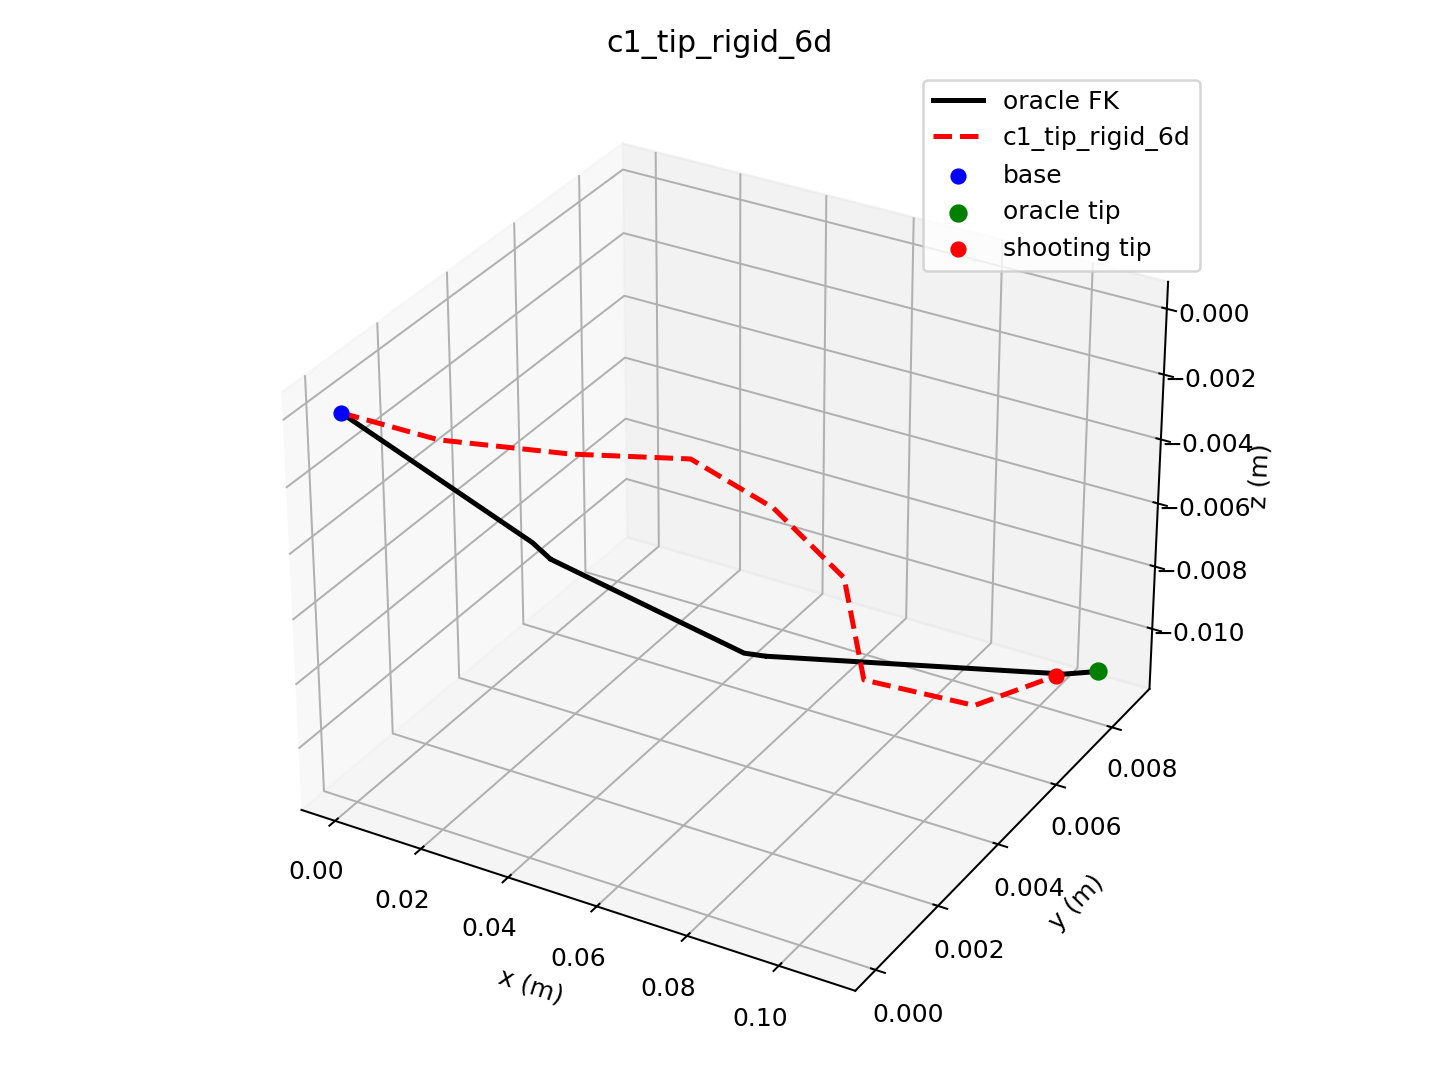 c1_tip_rigid_6d
oracle FK
c1_tip_rigid_6d
base
oracle tip
shooting tip
0.000
−0.002
−0.004
−0.006
−0.008
−0.010
z (m)
0.008
0.006
0.004
0.002
0.000
y (m)
0.00
0.02
0.04
0.06
0.08
0.10
x (m)